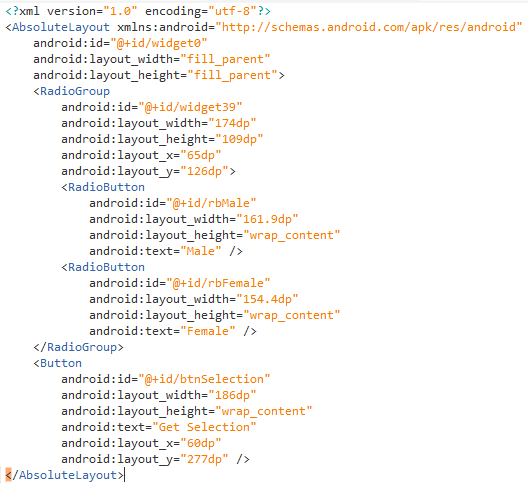 <?xml version="1.0" encoding="utf-8"?>
<AbsoluteLayout xmlns:android="http://schemas.android.com/apk/res/android"
    android:id="@+id/widget0"
    android:layout_width="fill_parent"
    android:layout_height="fill_parent">
    <RadioGroup
        android:id="@+id/widget39"
        android:layout_width="174dp"
        android:layout_height="109dp"
        android:layout_x="65dp"
        android:layout_y="126dp">
        <RadioButton
            android:id="@+id/rbMale"
            android:layout_width="161.9dp"
            android:layout_height="wrap_content"
            android:text="Male" />
        <RadioButton
            android:id="@+id/rbFemale"
            android:layout_width="154.4dp"
            android:layout_height="wrap_content"
            android:text="Female" />
    </RadioGroup>
    <Button
        android:id="@+id/btnSelection"
        android:layout_width="186dp"
        android:layout_height="wrap_content"
        android:text="Get Selection"
        android:layout_x="60dp"
        android:layout_y="277dp" />
</AbsoluteLayout>